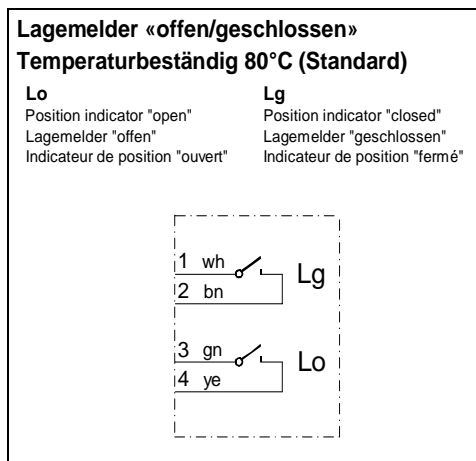 Lagemelder «offen/geschlossen»
Temperaturbeständig 80°C (Standard)
Lo
Position indicator "open"
Lagemelder "offen"
Indicateur de position "ouvert"
Lg
Position indicator "closed"
Lagemelder "geschlossen"
Indicateur de position "fermé"
1 wh
2 bn
Lg
3 gn
4 ye
Lo